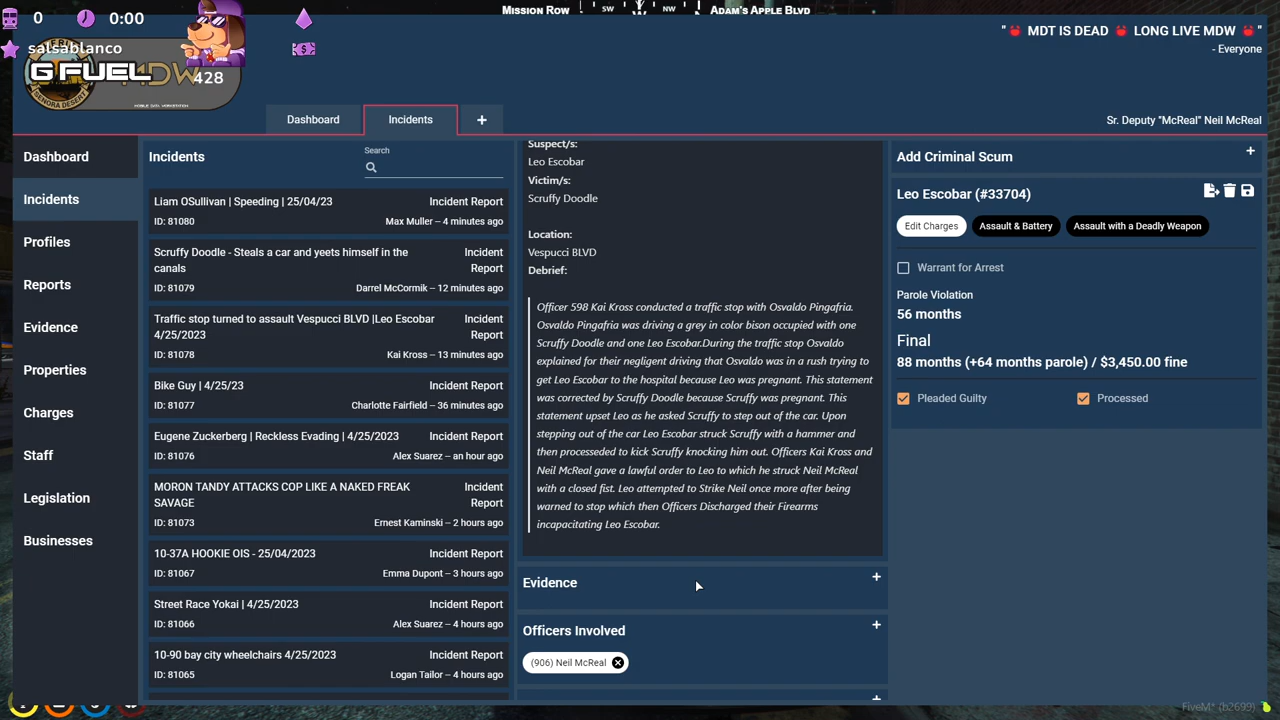 0
0:00
salsablanco
G FUEL
MDW
428
SENORA DESERT
MOBILE DATA WORKSTATION
Mission Row
SW
W
NW
Adam's Apple Blvd
" MDT IS DEAD LONG LIVE MDW "
- Everyone
Dashboard
Incidents
+
Sr. Deputy "McReal" Neil McReal
Dashboard
Incidents
Profiles
Reports
Evidence
Properties
Charges
Staff
Legislation
Businesses
Incidents
Search
Liam OSullivan | Speeding | 25/04/23
Incident Report
ID: 81080
Max Muller – 4 minutes ago
Scruffy Doodle - Steals a car and yeets himself in the
canals
Incident
Report
ID: 81079
Darrel McCormik – 12 minutes ago
Traffic stop turned to assault Vespucci BLVD |Leo Escobar
4/25/2023
Incident
Report
ID: 81078
Kai Kross – 13 minutes ago
Bike Guy | 4/25/23
Incident Report
ID: 81077
Charlotte Fairfield – 36 minutes ago
Eugene Zuckerberg | Reckless Evading | 4/25/2023
Incident Report
ID: 81076
Alex Suarez – an hour ago
MORON TANDY ATTACKS COP LIKE A NAKED FREAK
SAVAGE
Incident
Report
ID: 81073
Ernest Kaminski – 2 hours ago
10-37A HOOKIE OIS - 25/04/2023
Incident Report
ID: 81067
Emma Dupont – 3 hours ago
Street Race Yokai | 4/25/2023
Incident Report
ID: 81066
Alex Suarez – 4 hours ago
10-90 bay city wheelchairs 4/25/2023
Incident Report
ID: 81065
Logan Tailor – 4 hours ago
Suspect/s:
Leo Escobar
Victim/s:
Scruffy Doodle
Location:
Vespucci BLVD
Debrief:
Officer 598 Kai Kross conducted a traffic stop with Osvaldo Pingafria.
Osvaldo Pingafria was driving a grey in color bison occupied with one
Scruffy Doodle and one Leo Escobar.During the traffic stop Osvaldo
explained for their negligent driving that Osvaldo was in a rush trying to
get Leo Escobar to the hospital because Leo was pregnant. This statement
was corrected by Scruffy Doodle because Scruffy was pregnant. This
statement upset Leo as he asked Scruffy to step out of the car. Upon
stepping out of the car Leo Escobar struck Scruffy with a hammer and
then processeded to kick Scruffy knocking him out. Officers Kai Kross and
Neil McReal gave a lawful order to Leo to which he struck Neil McReal
with a closed fist. Leo attempted to Strike Neil once more after being
warned to stop which then Officers Discharged their Firearms
incapacitating Leo Escobar.
Evidence
+
Officers Involved
+
(906) Neil McReal
+
Add Criminal Scum
+
Leo Escobar (#33704)
Edit Charges
Assault & Battery
Assault with a Deadly Weapon
Warrant for Arrest
Parole Violation
56 months
Final
88 months (+64 months parole) / $3,450.00 fine
Pleaded Guilty
Processed
FiveM* (b2699)